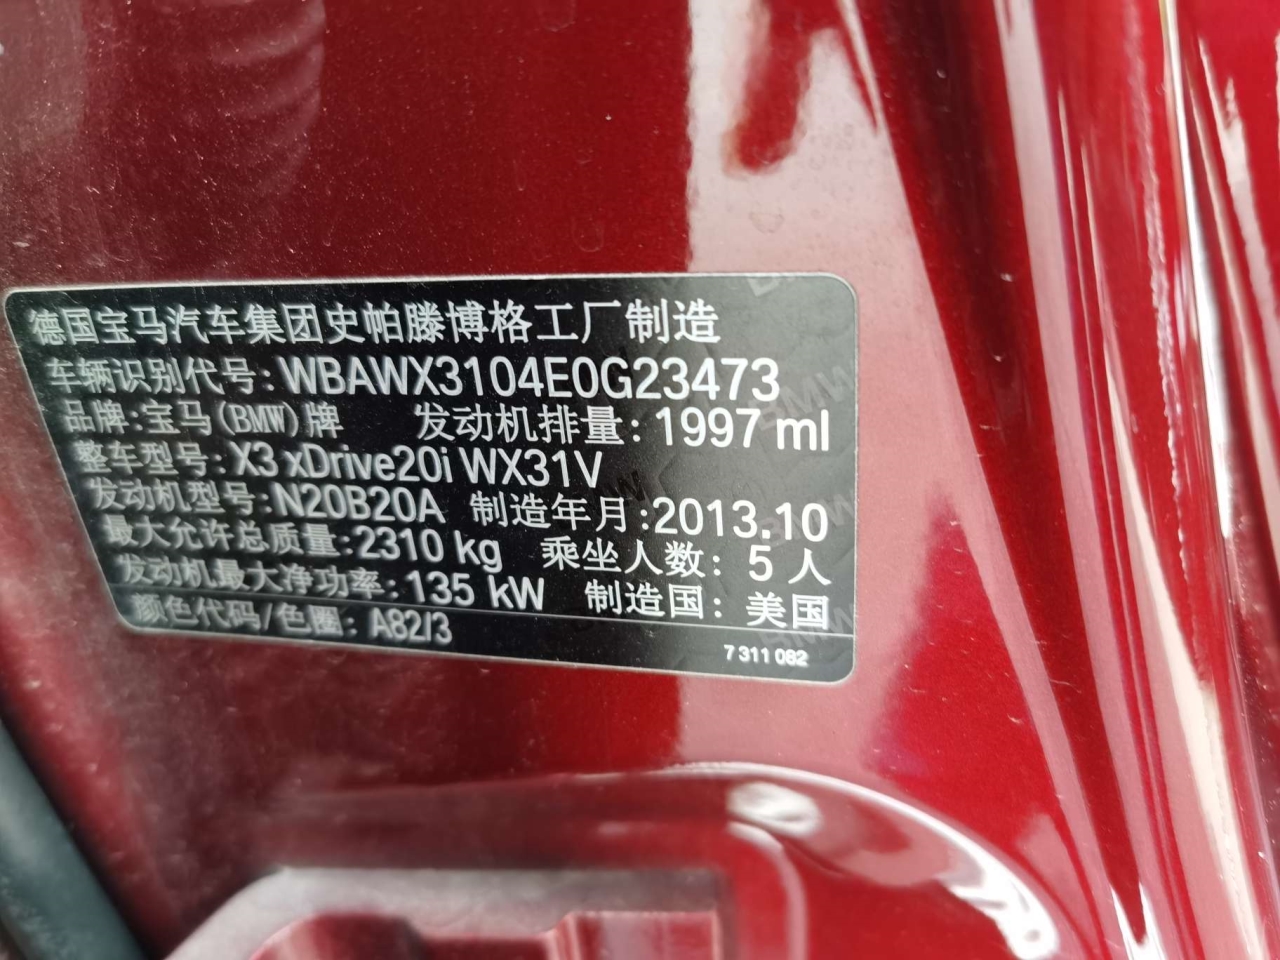 德国宝马汽车集团史帕滕博格工厂制造
车辆识别代号: WBAWX3104E0G23473
品牌: 宝马(BMW)牌 发动机排量: 1997 ml
整车型号: X3 xDrive20i WX31V
发动机型号: N20B20A 制造年月: 2013.10
最大允许总质量: 2310 kg 乘坐人数: 5 人
发动机最大净功率: 135 kW 制造国: 美国
颜色代码/色圈: A82/3
7 311 082